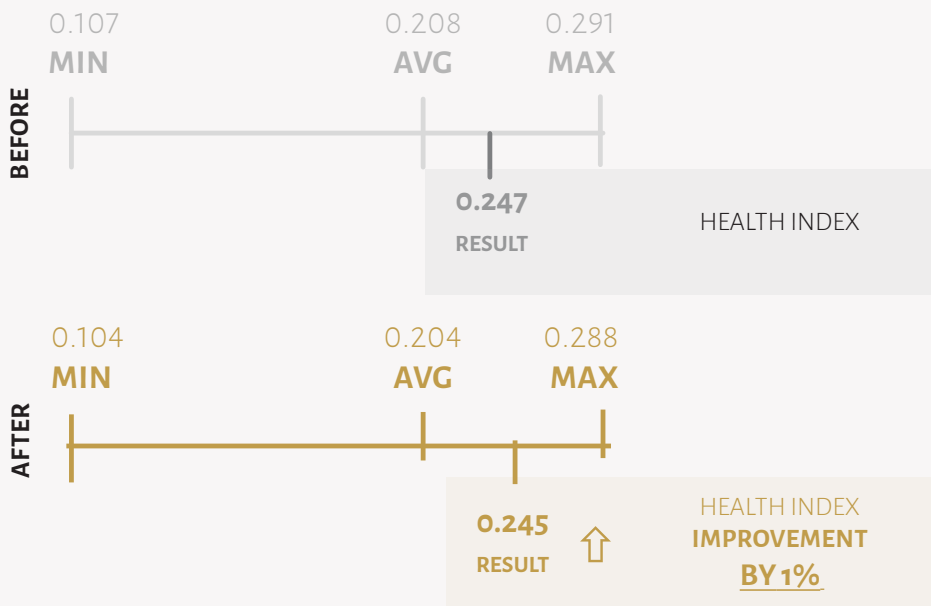 0.107 0.208 0.291
MIN AVG MAX
BEFORE
0.247
RESULT
HEALTH INDEX
0.104 0.204 0.288
MIN AVG MAX
AFTER
0.245
RESULT
HEALTH INDEX
IMPROVEMENT
BY 1%